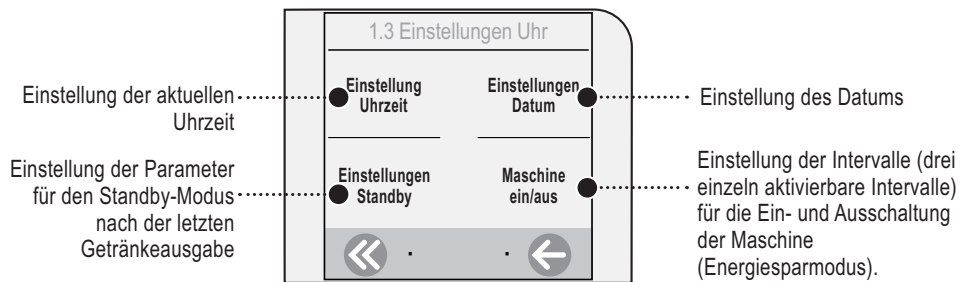 1.3 Einstellungen Uhr
Einstellung der aktuellen
Uhrzeit
Einstellung
Uhrzeit
Einstellungen
Datum
Einstellung des Datums
Einstellung der Parameter
für den Standby-Modus
nach der letzten
Getränkeausgabe
Einstellungen
Standby
Maschine
ein/aus
Einstellung der Intervalle (drei
einzeln aktivierbare Intervalle)
für die Ein- und Ausschaltung
der Maschine
(Energiesparmodus).